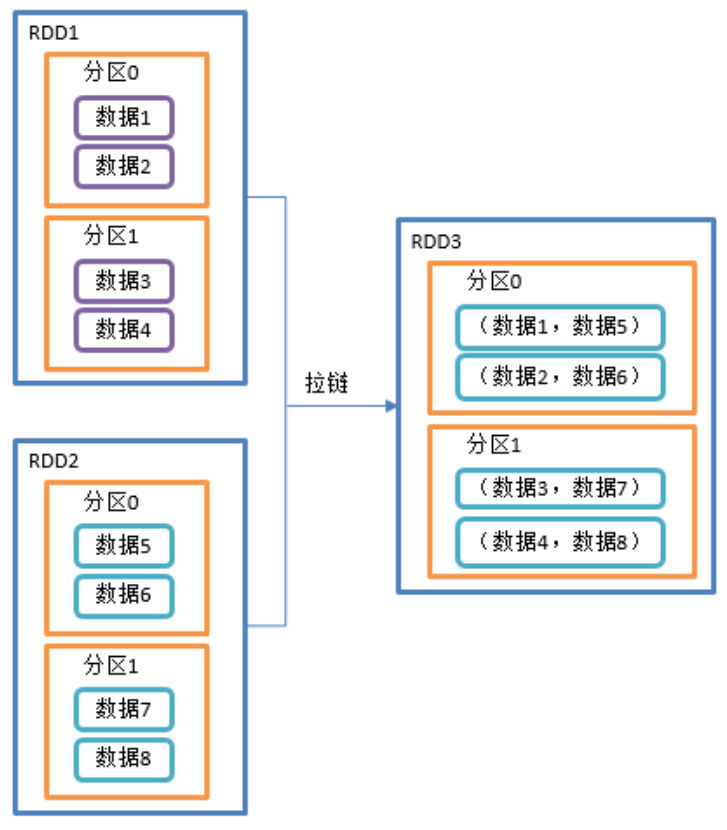 RDD1
分区0
数据1
数据2
分区1
数据3
数据4
RDD2
分区0
数据5
数据6
分区1
数据7
数据8
拉链
RDD3
分区0
（数据1，数据5）
（数据2，数据6）
分区1
（数据3，数据7）
（数据4，数据8）